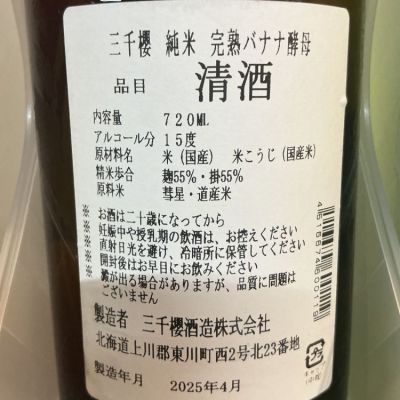 三千櫻 純米 完熟バナナ酵母
品目 清酒
内容量 720ML
アルコール分 15度
原材料名 米(国産) 米こうじ(国産米)
精米歩合 麹55%・掛55%
原料米 彗星・道産米
※ お酒は二十歳になってから
※ 妊娠中や授乳期の飲酒は、お控えください
※ 直射日光を避け、冷暗所に保管してください
※ 開封後はお早目にお飲みください
※ 澱が出る場合がありますが、品質に問題は
ございません
製造者 三千櫻酒造株式会社
北海道上川郡東川町西2号北23番地
製造年月 2025年4月